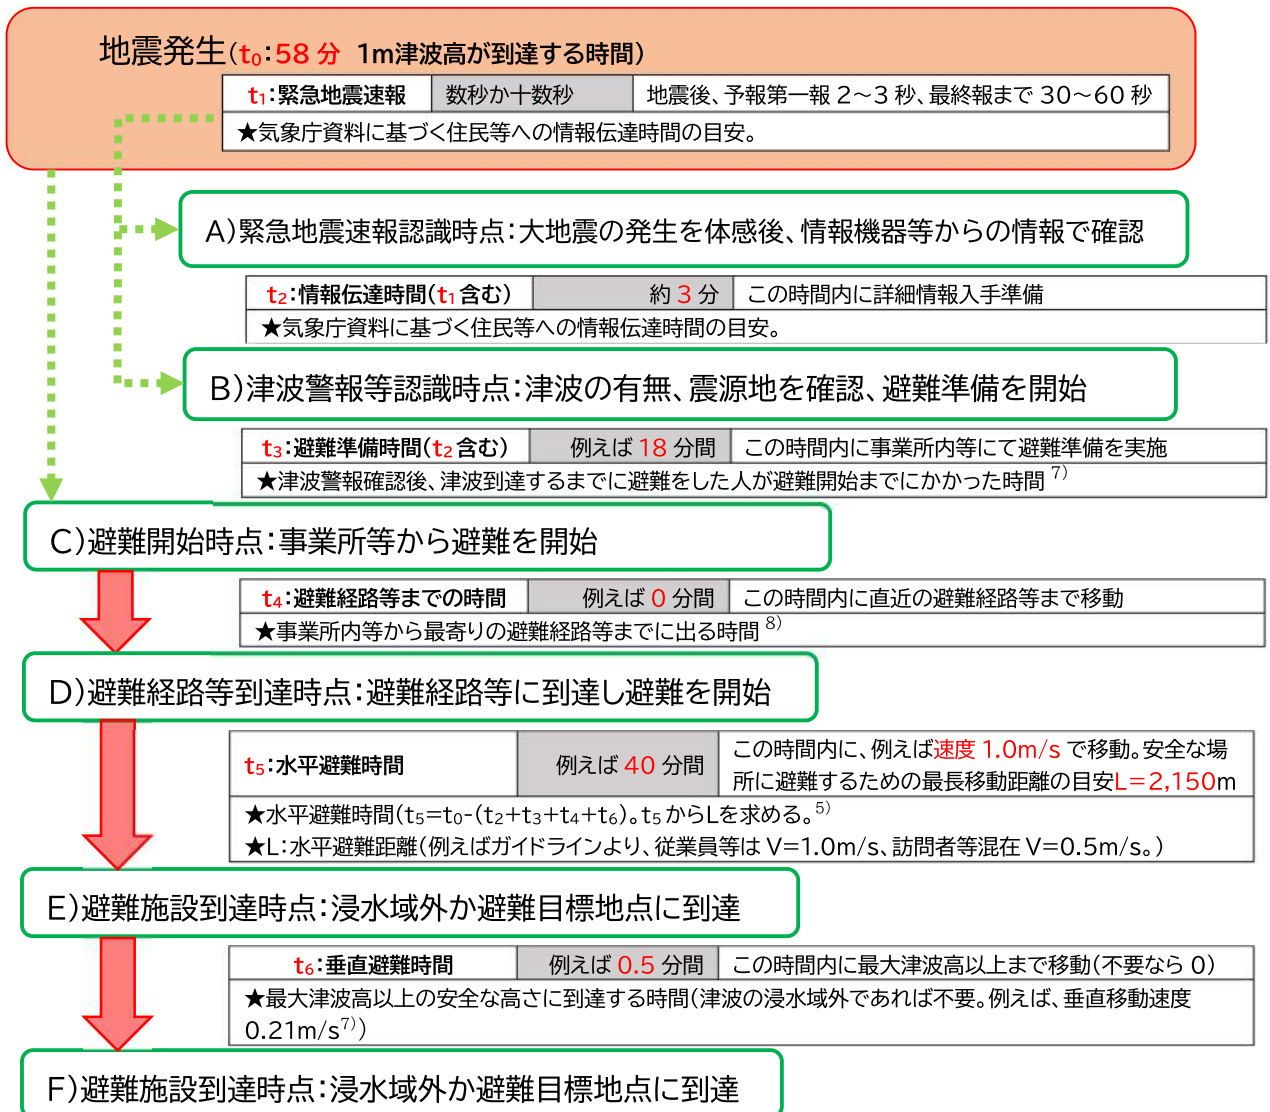 地震発生(t₀：58 分　1m津波高が到達する時間)
t₁：緊急地震速報　数秒か十数秒　地震後、予報第一報 2～3 秒、最終報まで 30～60 秒
★気象庁資料に基づく住民等への情報伝達時間の目安。
A)緊急地震速報認識時点：大地震の発生を体感後、情報機器等からの情報で確認
t₂：情報伝達時間(t₁ 含む)　約 3 分　この時間内に詳細情報入手準備
★気象庁資料に基づく住民等への情報伝達時間の目安。
B)津波警報等認識時点：津波の有無、震源地を確認、避難準備を開始
t₃：避難準備時間(t₂ 含む)　例えば 18 分間　この時間内に事業所内等にて避難準備を実施
★津波警報確認後、津波到達するまでに避難をした人が避難開始までにかかった時間 7)
C)避難開始時点：事業所等から避難を開始
t₄：避難経路等までの時間　例えば 0 分間　この時間内に直近の避難経路等まで移動
★事業所内等から最寄りの避難経路等までに出る時間 8)
D)避難経路等到達時点：避難経路等に到達し避難を開始
t₅：水平避難時間　例えば 40 分間　この時間内に、例えば速度 1.0m/s で移動。安全な場
所に避難するための最長移動距離の目安L＝2,150m
★水平避難時間(t₅=t₀-(t₂+t₃+t₄+t₆)。t₅ からLを求める。5)
★L：水平避難距離(例えばガイドラインより、従業員等は V=1.0m/s、訪問者等混在 V=0.5m/s。)
E)避難施設到達時点：浸水域外か避難目標地点に到達
t₆：垂直避難時間　例えば 0.5 分間　この時間内に最大津波高以上まで移動(不要なら 0)
★最大津波高以上の安全な高さに到達する時間(津波の浸水域外であれば不要。例えば、垂直移動速度
0.21m/s7))
F)避難施設到達時点：浸水域外か避難目標地点に到達